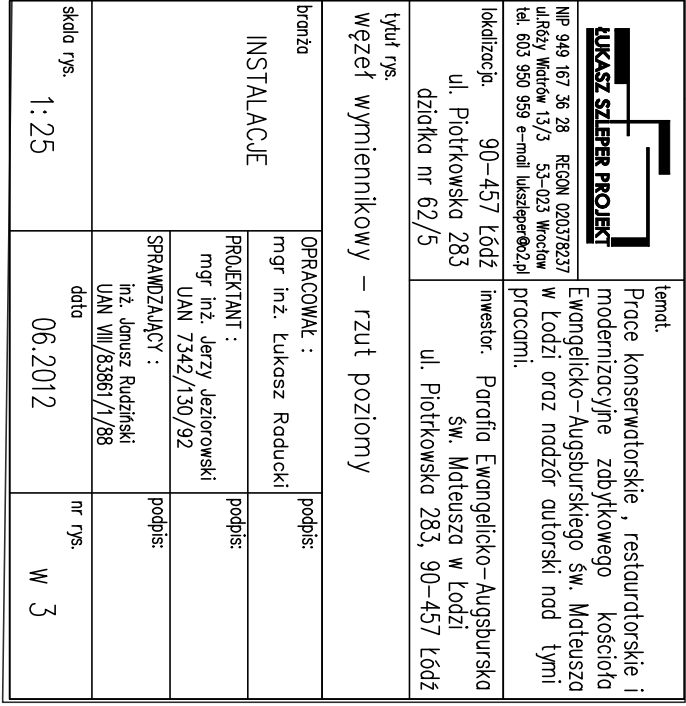 ŁUKASZ SZLEPER PROJEKT
NIP 949 167 36 28 REGON 020378237
ul.Róży Wiatrów 13/3 53-023 Wrocław
tel. 603 950 959 e-mail lukszleper@o2.pl
temat.
Prace konserwatorskie , restauratorskie i
modernizacyjne zabytkowego kościoła
Ewangelicko-Augsburskiego św. Mateusza
w Łodzi oraz nadzór autorski nad tymi
pracami.
lokalizacja. 90-457 Łódź
ul. Piotrkowska 283
działka nr 62/5
inwestor. Parafia Ewangelicko-Augsburska
św. Mateusza w Łodzi
ul. Piotrkowska 283, 90-457 Łódź
tytuł rys.
węzeł wymiennikowy - rzut poziomy
branża
INSTALACJE
OPRACOWAŁ :
mgr inż. Łukasz Raducki
podpis:
PROJEKTANT :
mgr inż. Jerzy Jeziorowski
UAN 7342/130/92
podpis:
SPRAWDZAJĄCY :
inż. Janusz Rudziński
UAN VIII/83861/1/88
podpis:
skala rys.
1:25
data
06.2012
nr rys.
W 3